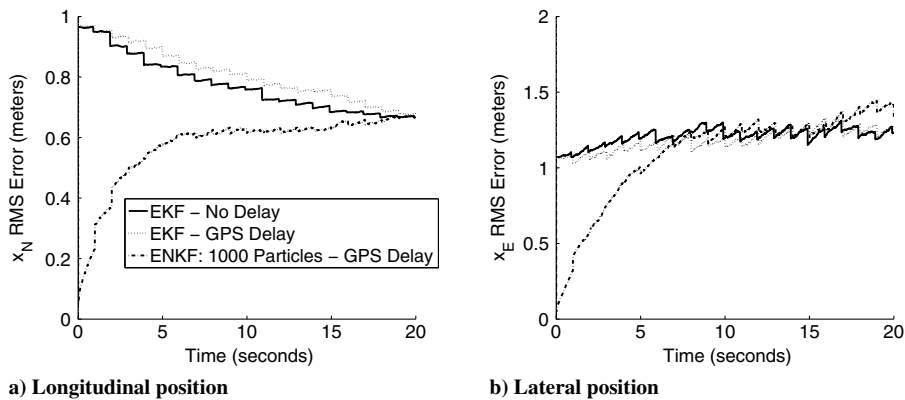 1
0.8
0.6
0.4
0.2
0
x_N RMS Error (meters)
EKF − No Delay
EKF − GPS Delay
ENKF: 1000 Particles − GPS Delay
0 5 10 15 20
Time (seconds)
a) Longitudinal position
2
1.5
1
0.5
0
x_E RMS Error (meters)
0 5 10 15 20
Time (seconds)
b) Lateral position